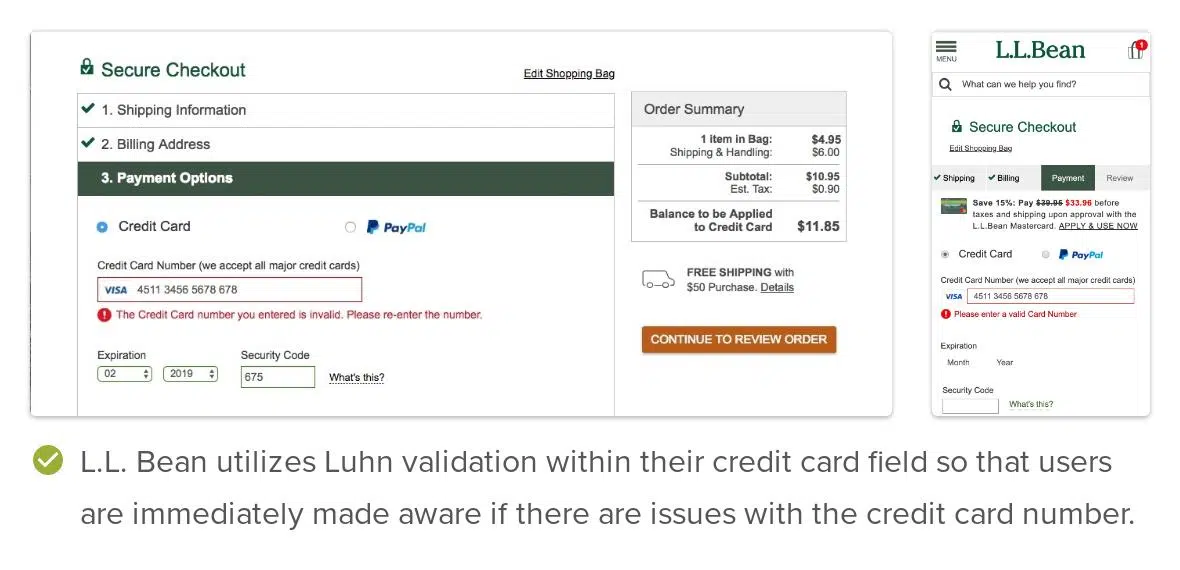 Secure Checkout
Edit Shopping Bag
1. Shipping Information
2. Billing Address
3. Payment Options
Credit Card
PayPal
Credit Card Number (we accept all major credit cards)
VISA 4511 3456 5678 678
! The Credit Card number you entered is invalid. Please re-enter the number.
Expiration Security Code
02 2019 675 What's this?
Order Summary
1 item in Bag: $4.95
Shipping & Handling: $6.00
Subtotal: $10.95
Est. Tax: $0.90
Balance to be Applied
to Credit Card $11.85
FREE SHIPPING with
$50 Purchase. Details
CONTINUE TO REVIEW ORDER
MENU L.L.Bean 1
What can we help you find?
Secure Checkout
Edit Shopping Bag
Shipping Billing Payment Review
Save 15%: Pay $39.95 $33.96 before
taxes and shipping upon approval with the
L.L.Bean Mastercard. APPLY & USE NOW
Credit Card PayPal
Credit Card Number (we accept all major credit cards)
VISA 4511 3456 5678 678
! Please enter a valid Card Number
Expiration
Month Year
Security Code
What's this?
L.L. Bean utilizes Luhn validation within their credit card field so that users
are immediately made aware if there are issues with the credit card number.